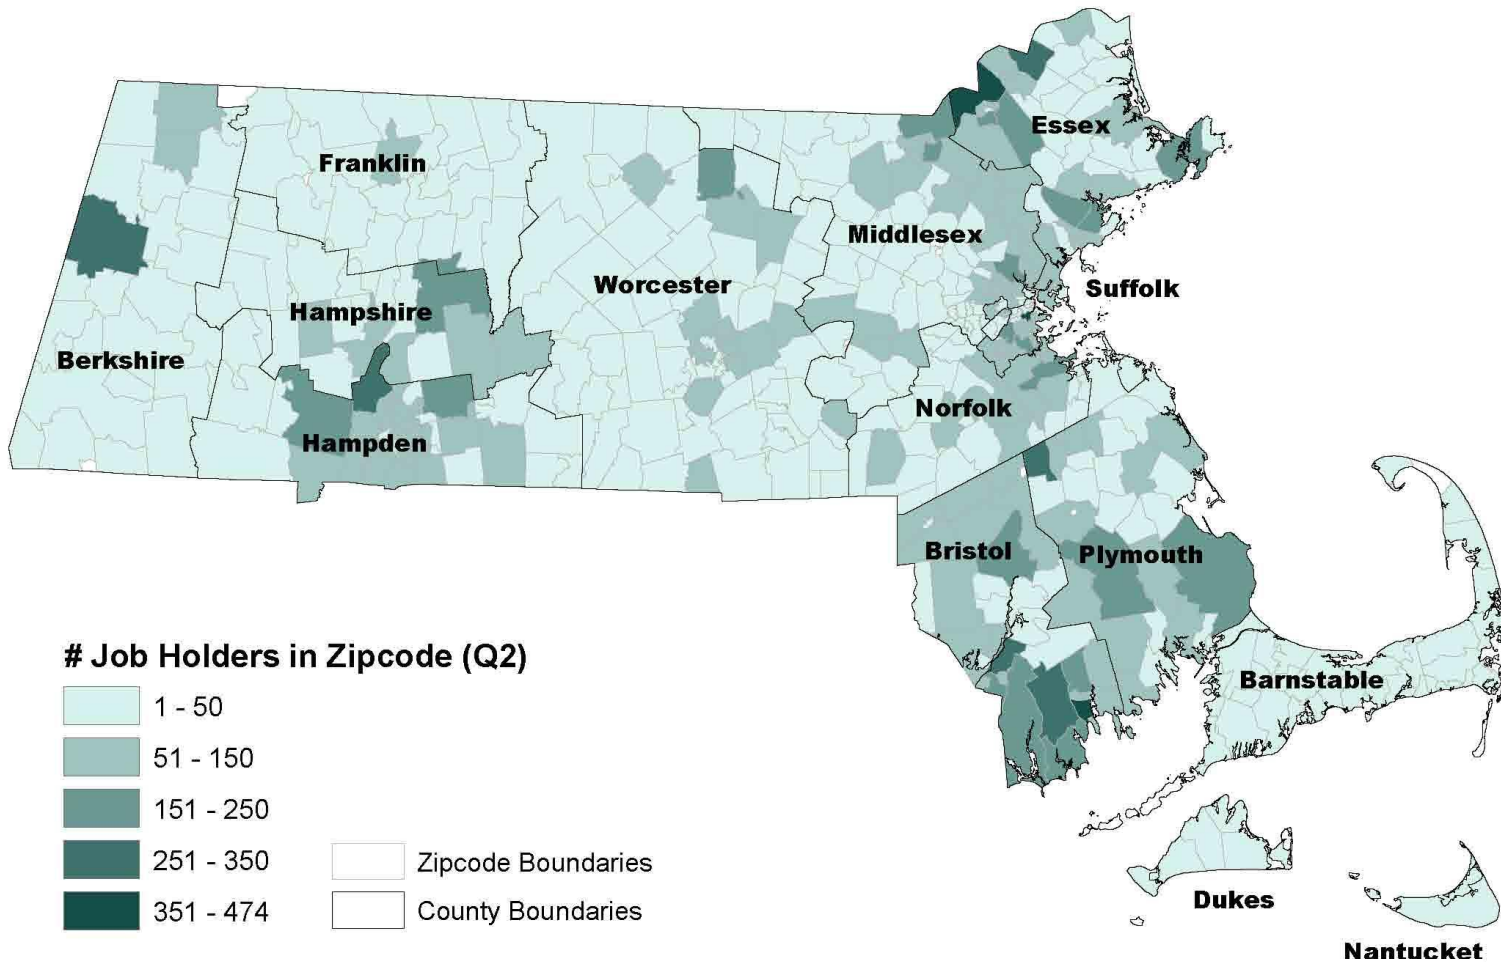 Essex
Franklin
Middlesex
Worcester
Suffolk
Hampshire
Berkshire
Norfolk
Hampden
Bristol
Plymouth
# Job Holders in Zipcode (Q2)
Barnstable
1 - 50
51 - 150
151 - 250
251 - 350
Zipcode Boundaries
351 - 474
County Boundaries
Dukes
Nantucket